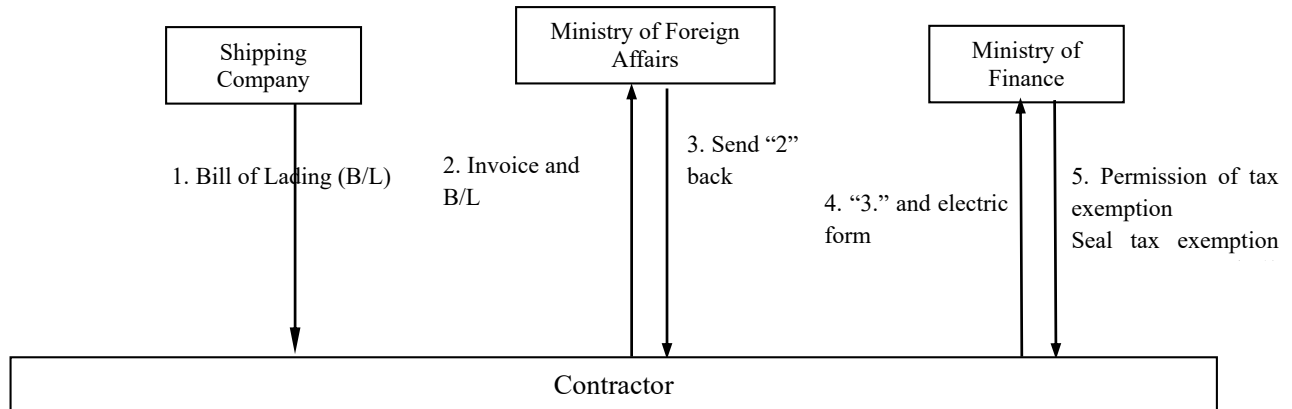 Shipping
Company
Ministry of Foreign
Affairs
Ministry of
Finance
1. Bill of Lading (B/L)
2. Invoice and
B/L
3. Send “2”
back
4. “3.” and electric
form
5. Permission of tax
exemption
Seal tax exemption
Contractor